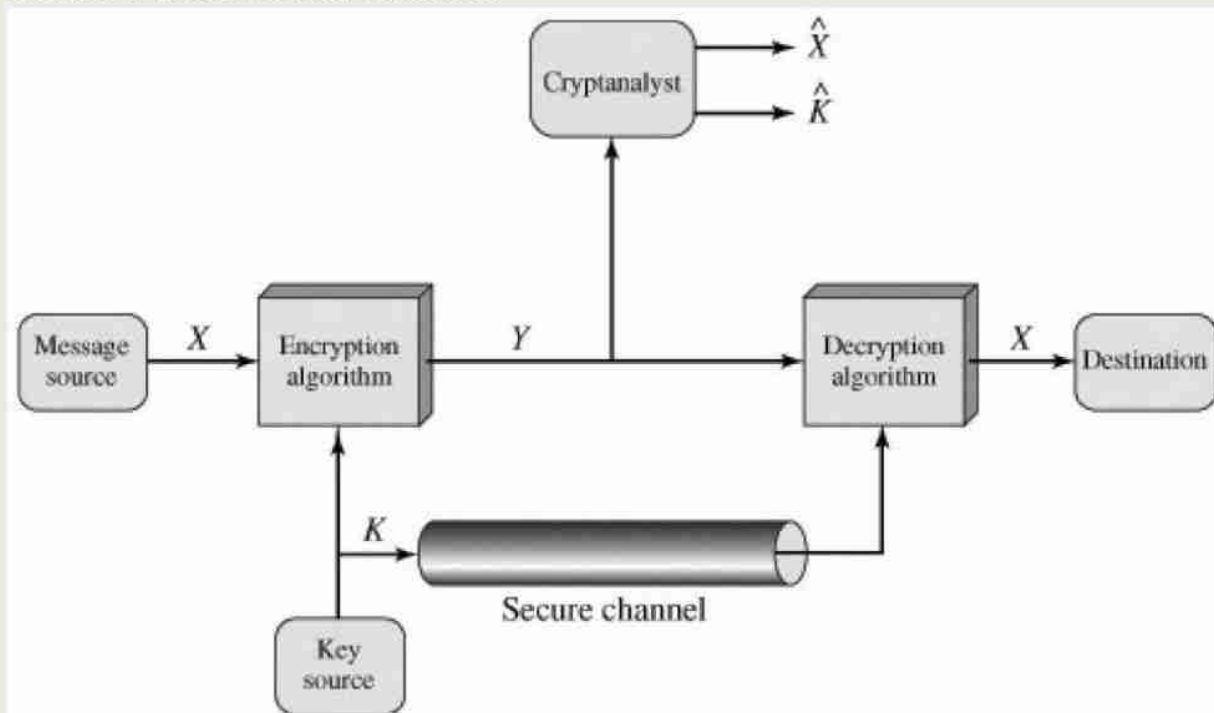 X̂
Cryptanalyst
K̂
Message
source
X
Encryption
algorithm
Y
Decryption
algorithm
X
Destination
K
Secure channel
Key
source